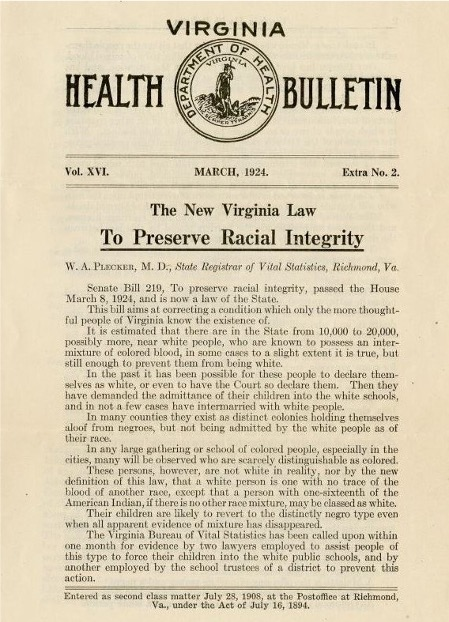 VIRGINIA
HEALTH BULLETIN
DEPARTMENT OF HEALTH
VIRGINIA
SIC SEMPER TYRANNIS
Vol. XVI. MARCH, 1924. Extra No. 2.
The New Virginia Law
To Preserve Racial Integrity
W. A. PLECKER, M. D., State Registrar of Vital Statistics, Richmond, Va.
Senate Bill 219, To preserve racial integrity, passed the House
March 8, 1924, and is now a law of the State.
This bill aims at correcting a condition which only the more thought-
ful people of Virginia know the existence of.
It is estimated that there are in the State from 10,000 to 20,000,
possibly more, near white people, who are known to possess an inter-
mixture of colored blood, in some cases to a slight extent it is true, but
still enough to prevent them from being white.
In the past it has been possible for these people to declare them-
selves as white, or even to have the Court so declare them. Then they
have demanded the admittance of their children into the white schools,
and in not a few cases have intermarried with white people.
In many counties they exist as distinct colonies holding themselves
aloof from negroes, but not being admitted by the white people as of
their race.
In any large gathering or school of colored people, especially in the
cities, many will be observed who are scarcely distinguishable as colored.
These persons, however, are not white in reality, nor by the new
definition of this law, that a white person is one with no trace of the
blood of another race, except that a person with one-sixteenth of the
American Indian, if there is no other race mixture, may be classed as white.
Their children are likely to revert to the distinctly negro type even
when all apparent evidence of mixture has disappeared.
The Virginia Bureau of Vital Statistics has been called upon within
one month for evidence by two lawyers employed to assist people of
this type to force their children into the white public schools, and by
another employed by the school trustees of a district to prevent this
action.
Entered as second class matter July 28, 1908, at the Postoffice at Richmond,
Va., under the Act of July 16, 1894.